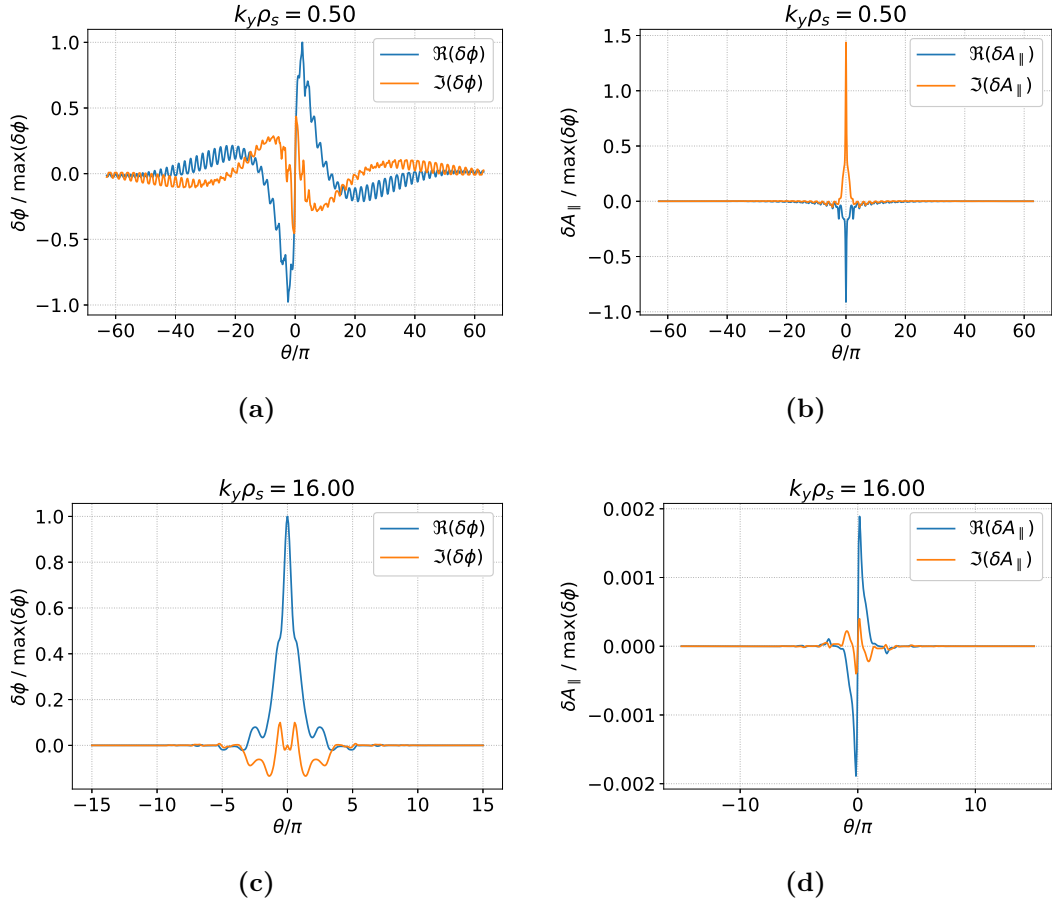 k_yρ_s = 0.50
1.0
0.5
0.0
−0.5
−1.0
δϕ / max(δϕ)
ℜ(δϕ)
ℑ(δϕ)
−60 −40 −20 0 20 40 60
θ/π
(a)
k_yρ_s = 0.50
1.5
1.0
0.5
0.0
−0.5
−1.0
δA_∥ / max(δϕ)
ℜ(δA_∥)
ℑ(δA_∥)
−60 −40 −20 0 20 40 60
θ/π
(b)
k_yρ_s = 16.00
1.0
0.8
0.6
0.4
0.2
0.0
δϕ / max(δϕ)
ℜ(δϕ)
ℑ(δϕ)
−15 −10 −5 0 5 10 15
θ/π
(c)
k_yρ_s = 16.00
0.002
0.001
0.000
−0.001
−0.002
δA_∥ / max(δϕ)
ℜ(δA_∥)
ℑ(δA_∥)
−10 0 10
θ/π
(d)